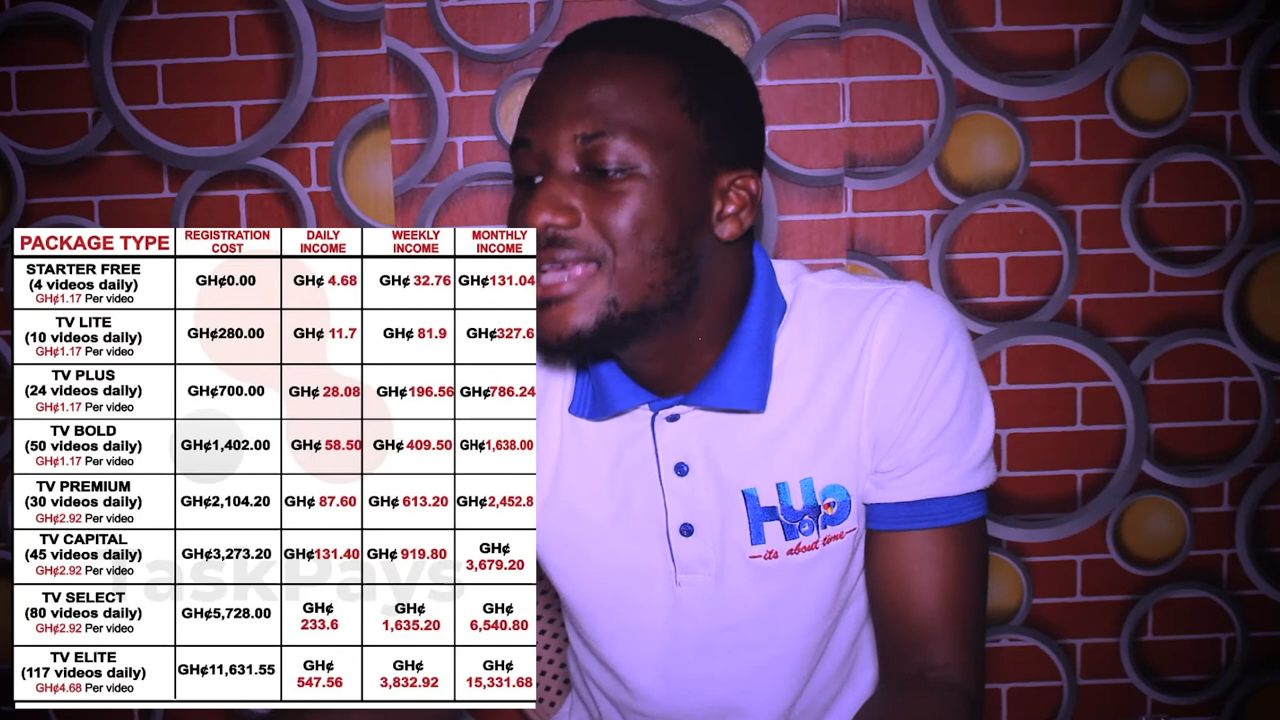 PACKAGE TYPE REGISTRATION COST DAILY INCOME WEEKLY INCOME MONTHLY INCOME
STARTER FREE (4 videos daily) GH¢1.17 Per video GH¢0.00 GH¢ 4.68 GH¢ 32.76 GH¢131.04
TV LITE (10 videos daily) GH¢1.17 Per video GH¢280.00 GH¢ 11.7 GH¢ 81.9 GH¢327.6
TV PLUS (24 videos daily) GH¢1.17 Per video GH¢700.00 GH¢ 28.08 GH¢196.56 GH¢786.24
TV BOLD (50 videos daily) GH¢1.17 Per video GH¢1,402.00 GH¢ 58.50 GH¢ 409.50 GH¢1,638.00
TV PREMIUM (30 videos daily) GH¢2.92 Per video GH¢2,104.20 GH¢ 87.60 GH¢ 613.20 GH¢2,452.8
TV CAPITAL (45 videos daily) GH¢2.92 Per video GH¢3,273.20 GH¢131.40 GH¢ 919.80 GH¢ 3,679.20
TV SELECT (80 videos daily) GH¢2.92 Per video GH¢5,728.00 GH¢ 233.6 GH¢ 1,635.20 GH¢ 6,540.80
TV ELITE (117 videos daily) GH¢4.68 Per video GH¢11,631.55 GH¢ 547.56 GH¢ 3,832.92 GH¢ 15,331.68
askPays
HUB
its about time